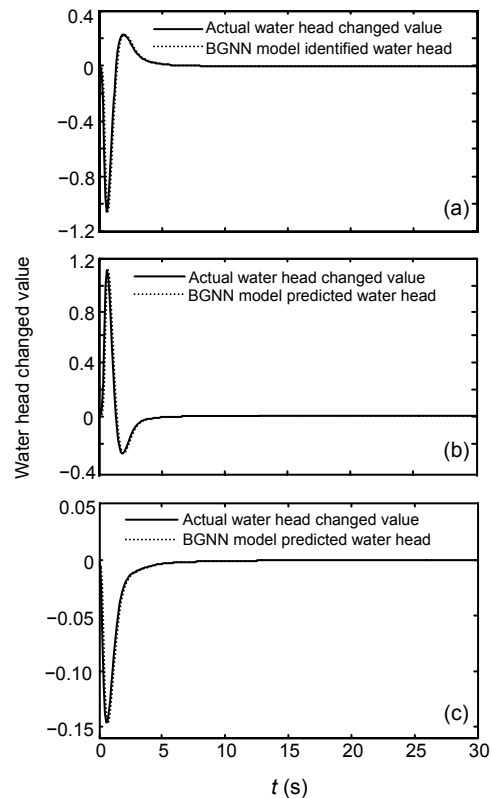 Water head changed value
0.4
0
−0.4
−0.8
−1.2
Actual water head changed value
BGNN model identified water head
(a)
1.2
0.8
0.4
0
−0.4
Actual water head changed value
BGNN model predicted water head
(b)
0.05
0
−0.05
−0.10
−0.15
Actual water head changed value
BGNN model predicted water head
(c)
0 5 10 15 20 25 30
t (s)